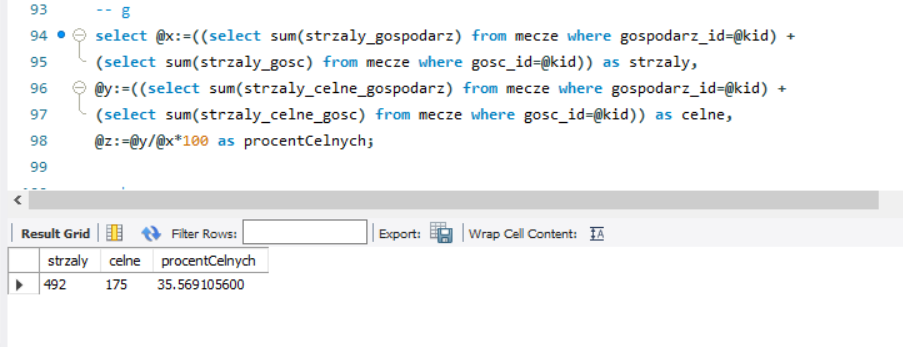 93 -- g
94 select @x:=((select sum(strzaly_gospodarz) from mecze where gospodarz_id=@kid) +
95 (select sum(strzaly_gosc) from mecze where gosc_id=@kid)) as strzaly,
96 @y:=((select sum(strzaly_celne_gospodarz) from mecze where gospodarz_id=@kid) +
97 (select sum(strzaly_celne_gosc) from mecze where gosc_id=@kid)) as celne,
98 @z:=@y/@x*100 as procentCelnych;
99
Result Grid Filter Rows: Export: Wrap Cell Content: IA
strzaly celne procentCelnych
492 175 35.569105600